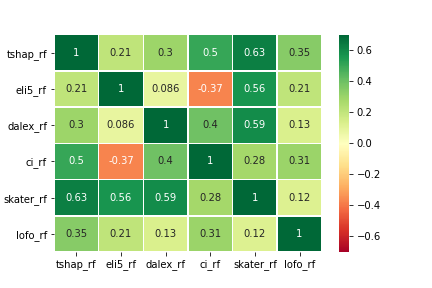 tshap_rf 1 0.21 0.3 0.5 0.63 0.35
eli5_rf 0.21 1 0.086 -0.37 0.56 0.21
dalex_rf 0.3 0.086 1 0.4 0.59 0.13
ci_rf 0.5 -0.37 0.4 1 0.28 0.31
skater_rf 0.63 0.56 0.59 0.28 1 0.12
lofo_rf 0.35 0.21 0.13 0.31 0.12 1
tshap_rf eli5_rf dalex_rf ci_rf skater_rf lofo_rf
0.6
0.4
0.2
0.0
−0.2
−0.4
−0.6